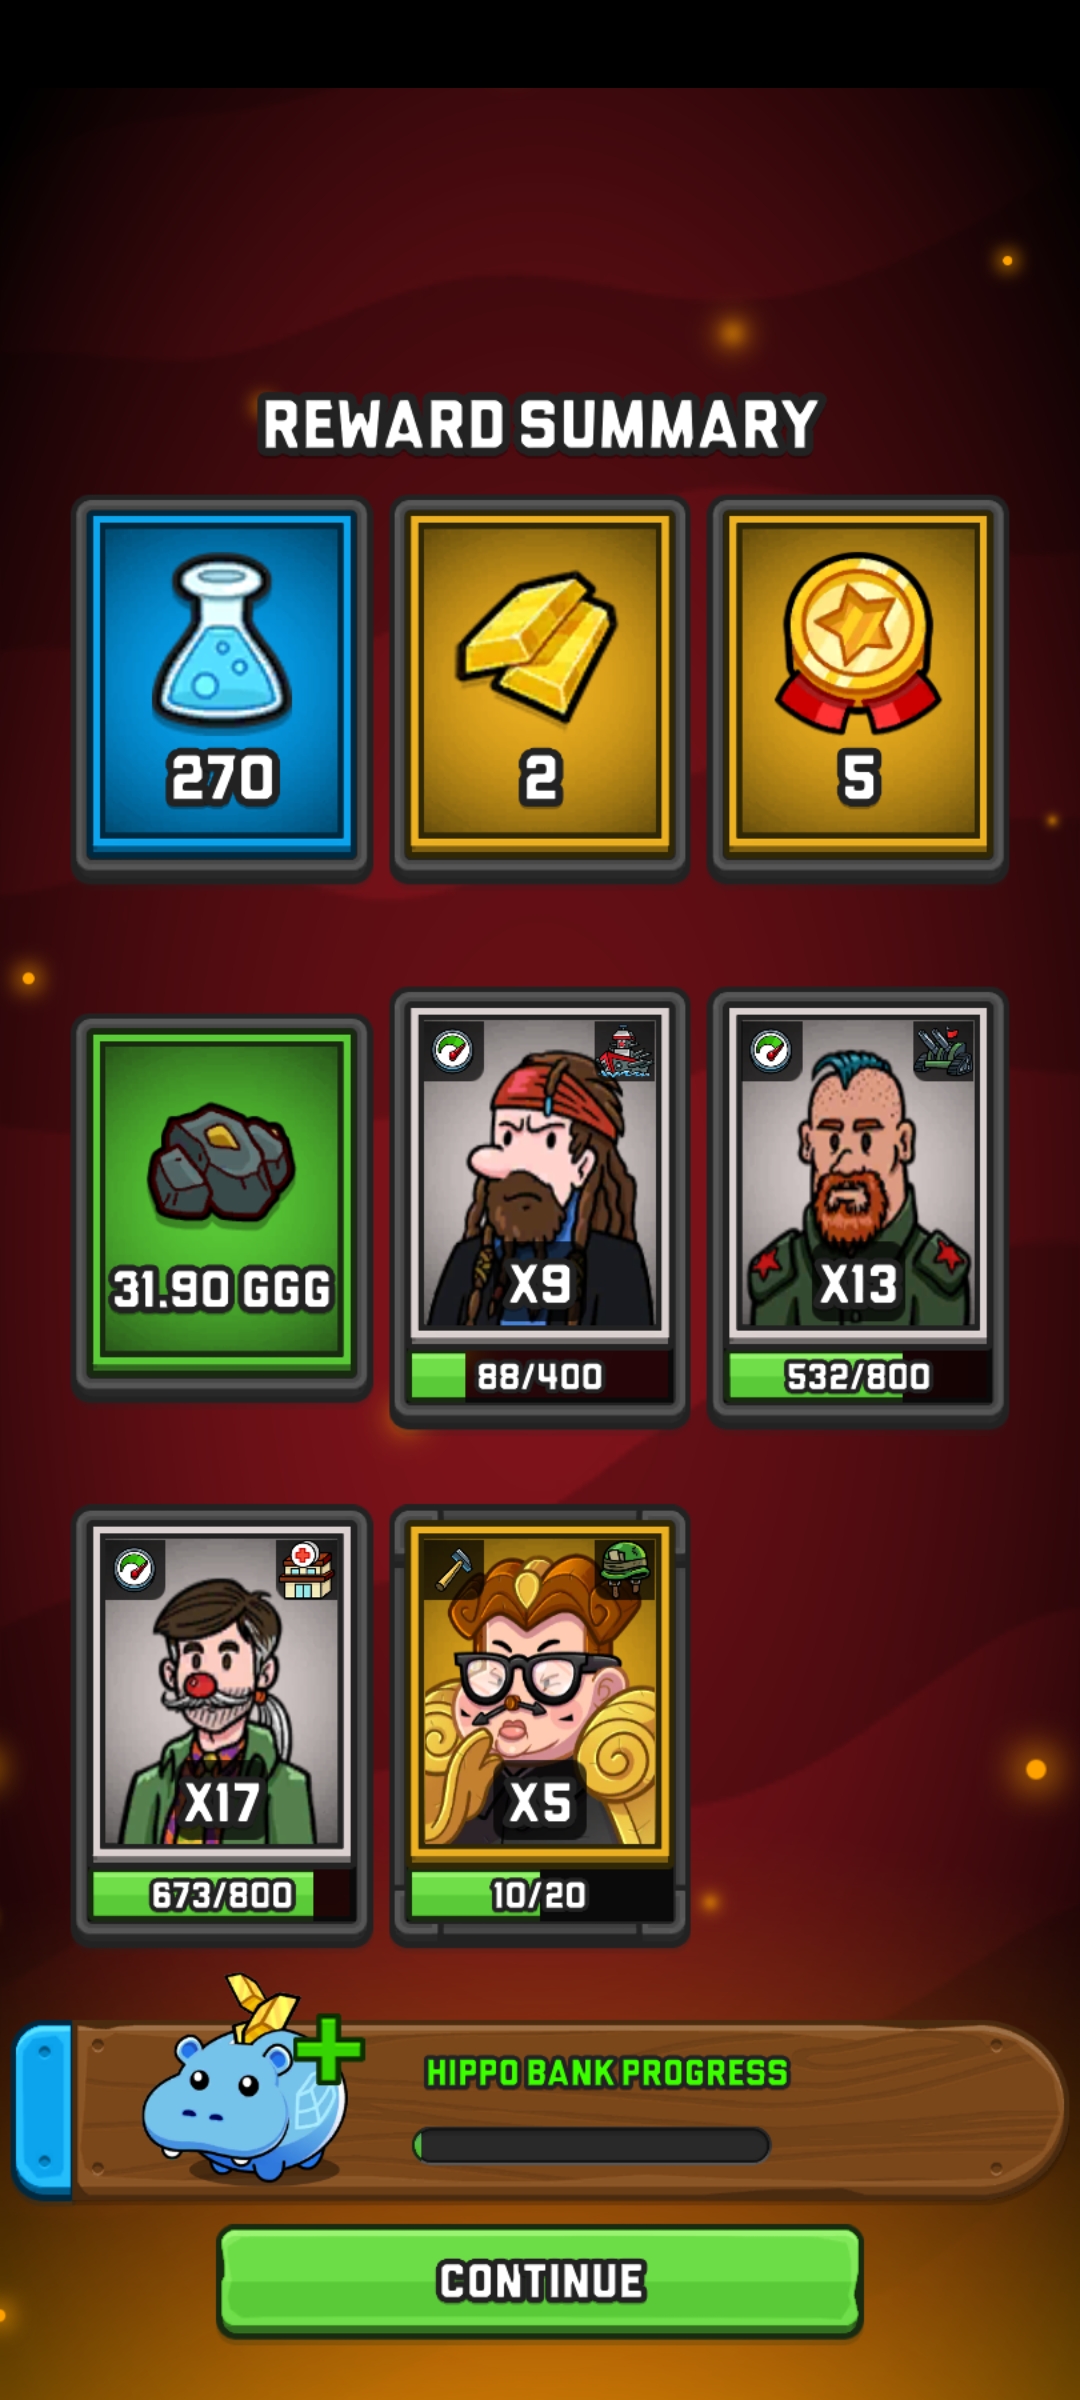 REWARD SUMMARY
270
2
5
31.90 GGG
X9
88/400
X13
532/800
X17
673/800
X5
10/20
HIPPO BANK PROGRESS
CONTINUE